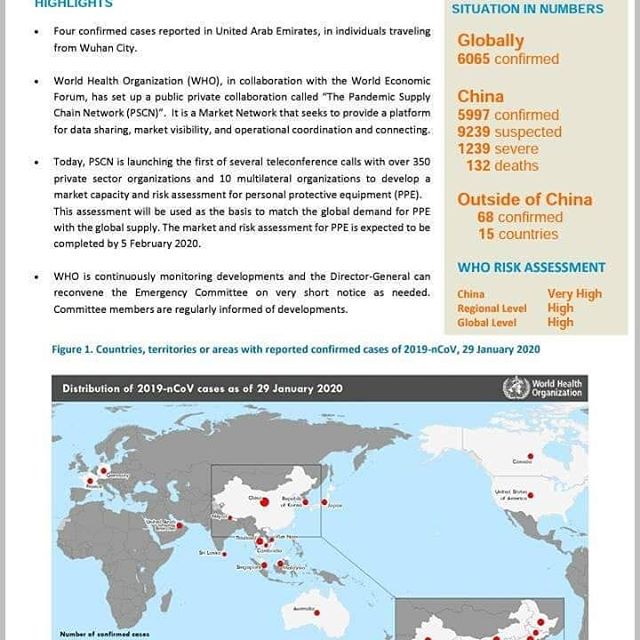 HIGHLIGHTS
SITUATION IN NUMBERS
• Four confirmed cases reported in United Arab Emirates, in individuals traveling
from Wuhan City.
• World Health Organization (WHO), in collaboration with the World Economic
Forum, has set up a public private collaboration called “The Pandemic Supply
Chain Network (PSCN)”. It is a Market Network that seeks to provide a platform
for data sharing, market visibility, and operational coordination and connecting.
• Today, PSCN is launching the first of several teleconference calls with over 350
private sector organizations and 10 multilateral organizations to develop a
market capacity and risk assessment for personal protective equipment (PPE).
This assessment will be used as the basis to match the global demand for PPE
with the global supply. The market and risk assessment for PPE is expected to be
completed by 5 February 2020.
• WHO is continuously monitoring developments and the Director-General can
reconvene the Emergency Committee on very short notice as needed.
Committee members are regularly informed of developments.
Globally
6065 confirmed
China
5997 confirmed
9239 suspected
1239 severe
132 deaths
Outside of China
68 confirmed
15 countries
WHO RISK ASSESSMENT
China Very High
Regional Level High
Global Level High
Figure 1. Countries, territories or areas with reported confirmed cases of 2019-nCoV, 29 January 2020
Distribution of 2019-nCoV cases as of 29 January 2020
World Health
Organization
Canada
Germany
France
United States
of America
China
Republic
of Korea
Japan
Nepal
United Arab
Emirates
Thailand
Viet Nam
Sri Lanka
Cambodia
Singapore
Malaysia
Australia
Number of confirmed cases